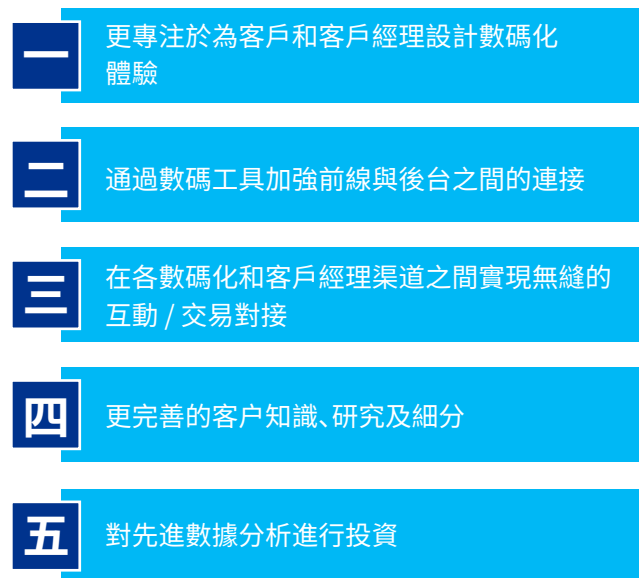 一
更專注於為客戶和客戶經理設計數碼化
體驗
二
通過數碼工具加強前線與後台之間的連接
三
在各數碼化和客戶經理渠道之間實現無縫的
互動 / 交易對接
四
更完善的客户知識、研究及細分
五
對先進數據分析進行投資